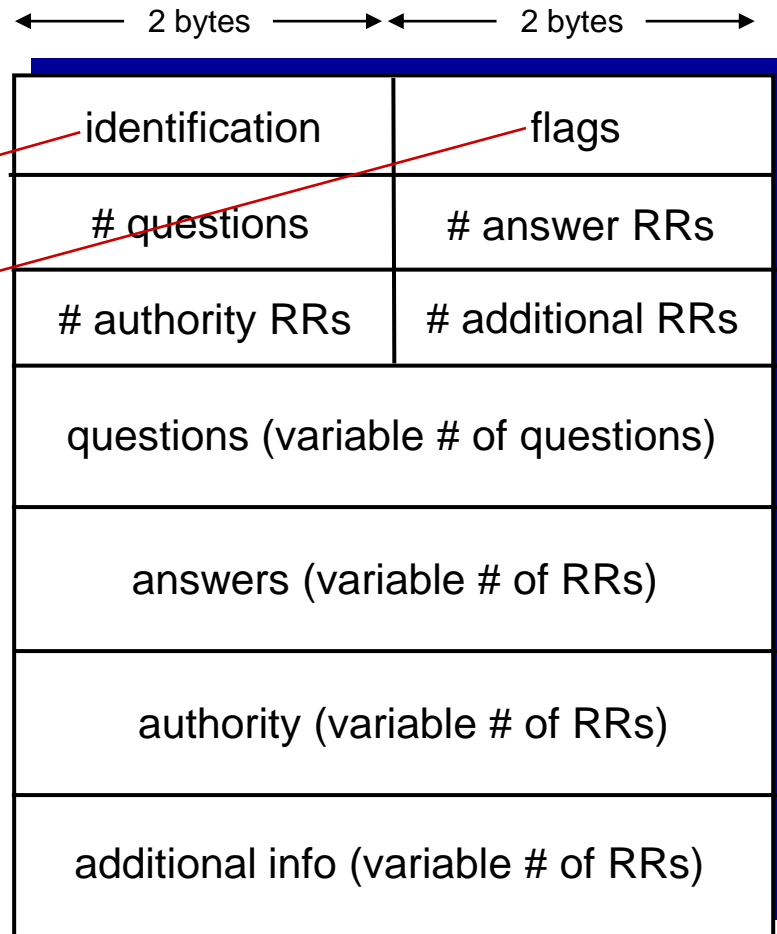 2 bytes 2 bytes
identification flags
# questions # answer RRs
# authority RRs # additional RRs
questions (variable # of questions)
answers (variable # of RRs)
authority (variable # of RRs)
additional info (variable # of RRs)